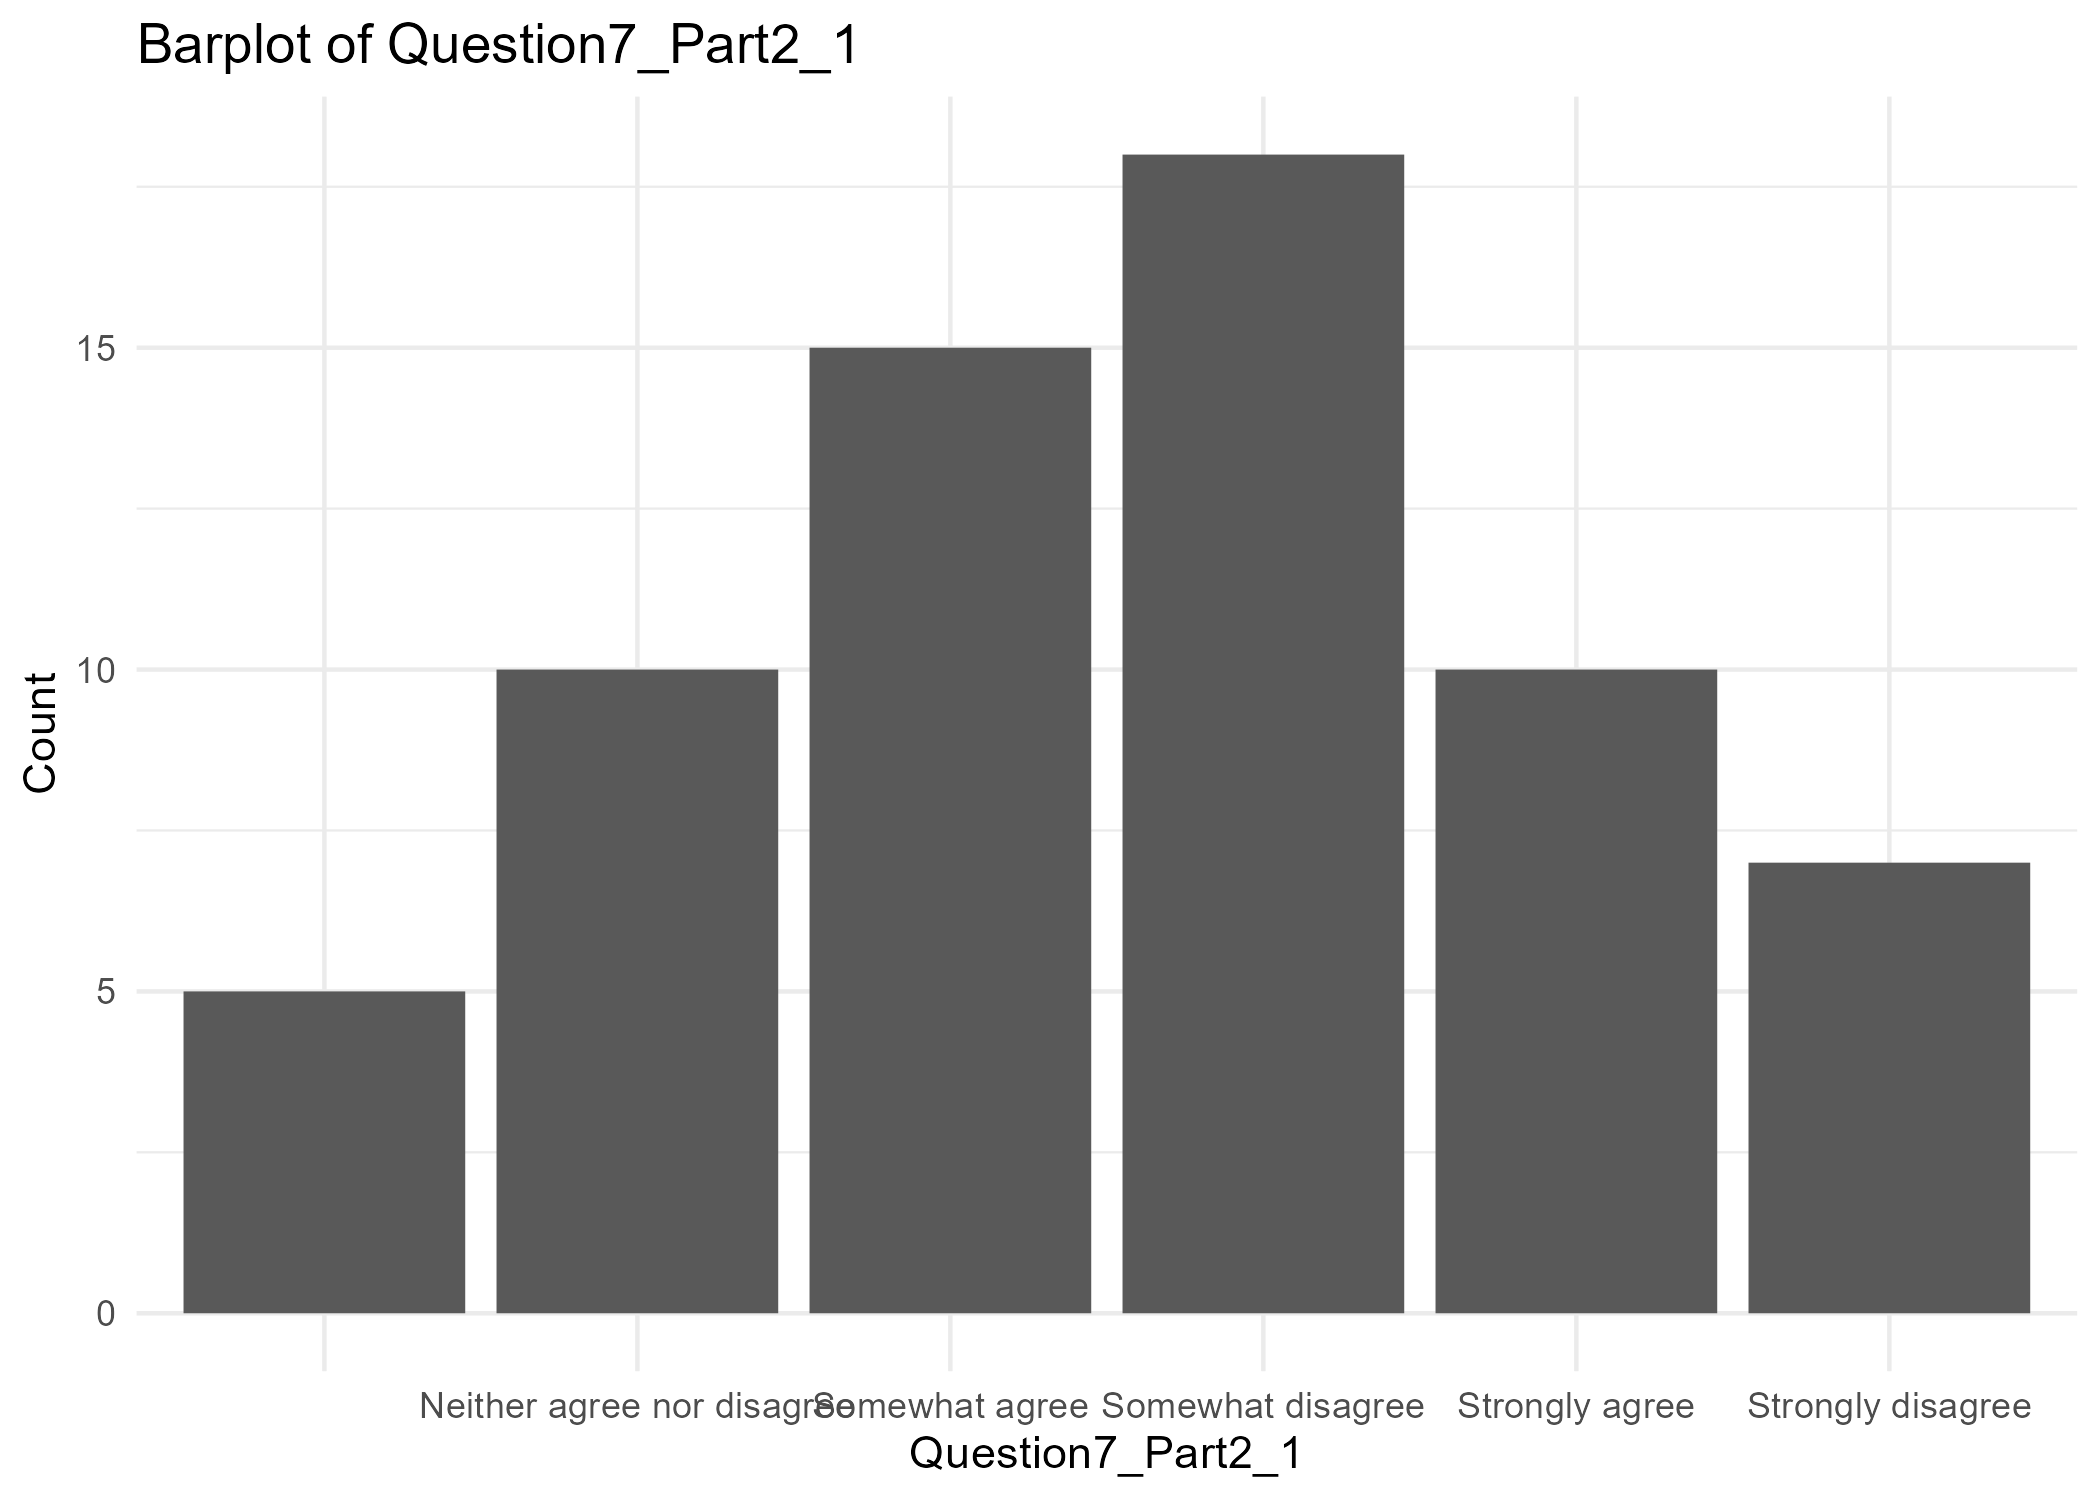 Barplot of Question7_Part2_1
Count
15
10
5
0
Neither agree nor disagree Somewhat agree Somewhat disagree Strongly agree Strongly disagree
Question7_Part2_1